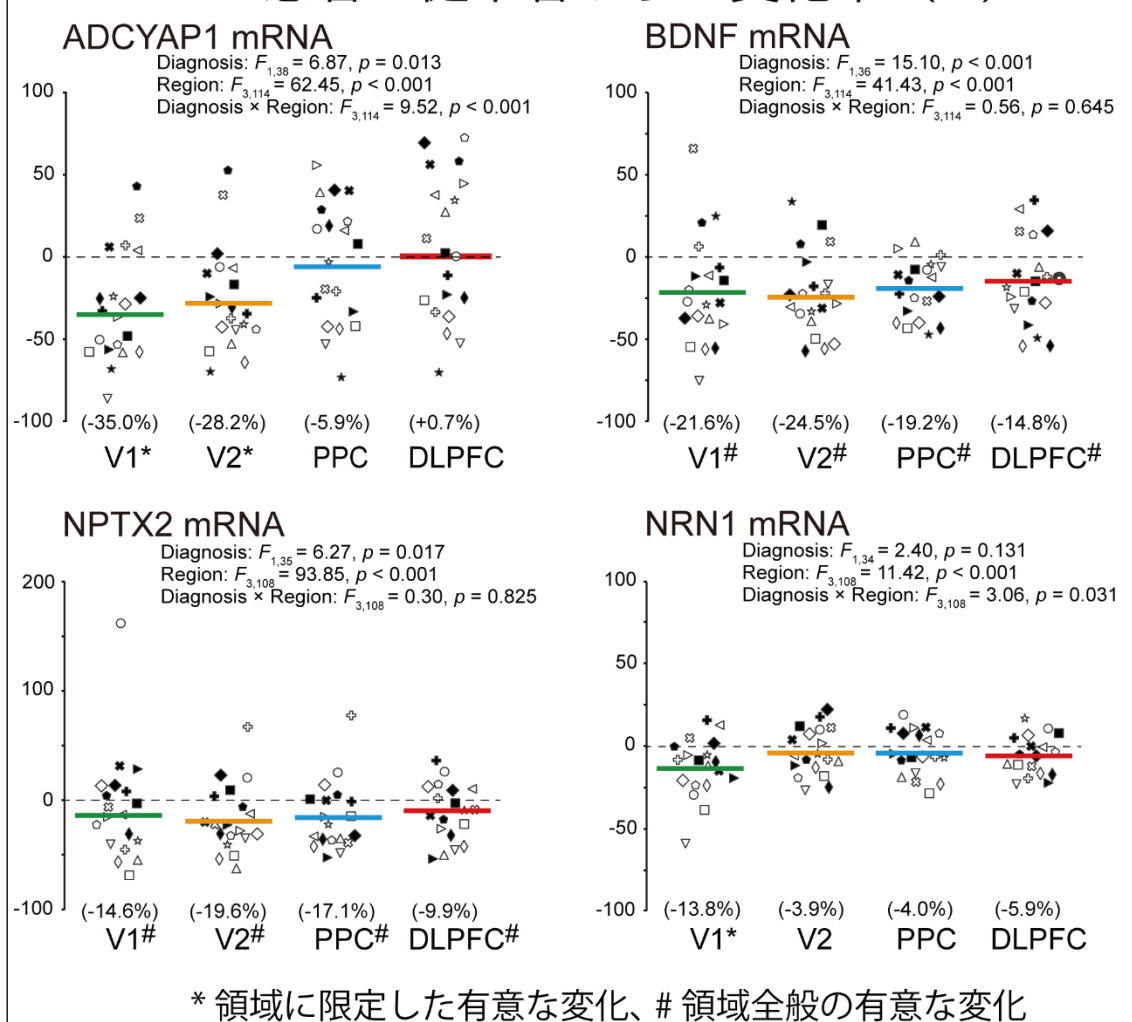 ADCYAP1 mRNA
Diagnosis: F1,38 = 6.87, p = 0.013
Region: F3,114 = 62.45, p < 0.001
Diagnosis × Region: F3,114 = 9.52, p < 0.001
100
50
0
-50
-100
(-35.0%) (-28.2%) (-5.9%) (+0.7%)
V1* V2* PPC DLPFC
BDNF mRNA
Diagnosis: F1,36 = 15.10, p < 0.001
Region: F3,114 = 41.43, p < 0.001
Diagnosis × Region: F3,114 = 0.56, p = 0.645
100
50
0
-50
-100
(-21.6%) (-24.5%) (-19.2%) (-14.8%)
V1# V2# PPC# DLPFC#
NPTX2 mRNA
Diagnosis: F1,35 = 6.27, p = 0.017
Region: F3,108 = 93.85, p < 0.001
Diagnosis × Region: F3,108 = 0.30, p = 0.825
200
100
0
-100
(-14.6%) (-19.6%) (-17.1%) (-9.9%)
V1# V2# PPC# DLPFC#
NRN1 mRNA
Diagnosis: F1,34 = 2.40, p = 0.131
Region: F3,108 = 11.42, p < 0.001
Diagnosis × Region: F3,108 = 3.06, p = 0.031
100
50
0
-50
-100
(-13.8%) (-3.9%) (-4.0%) (-5.9%)
V1* V2 PPC DLPFC
* 領域に限定した有意な変化、# 領域全般の有意な変化